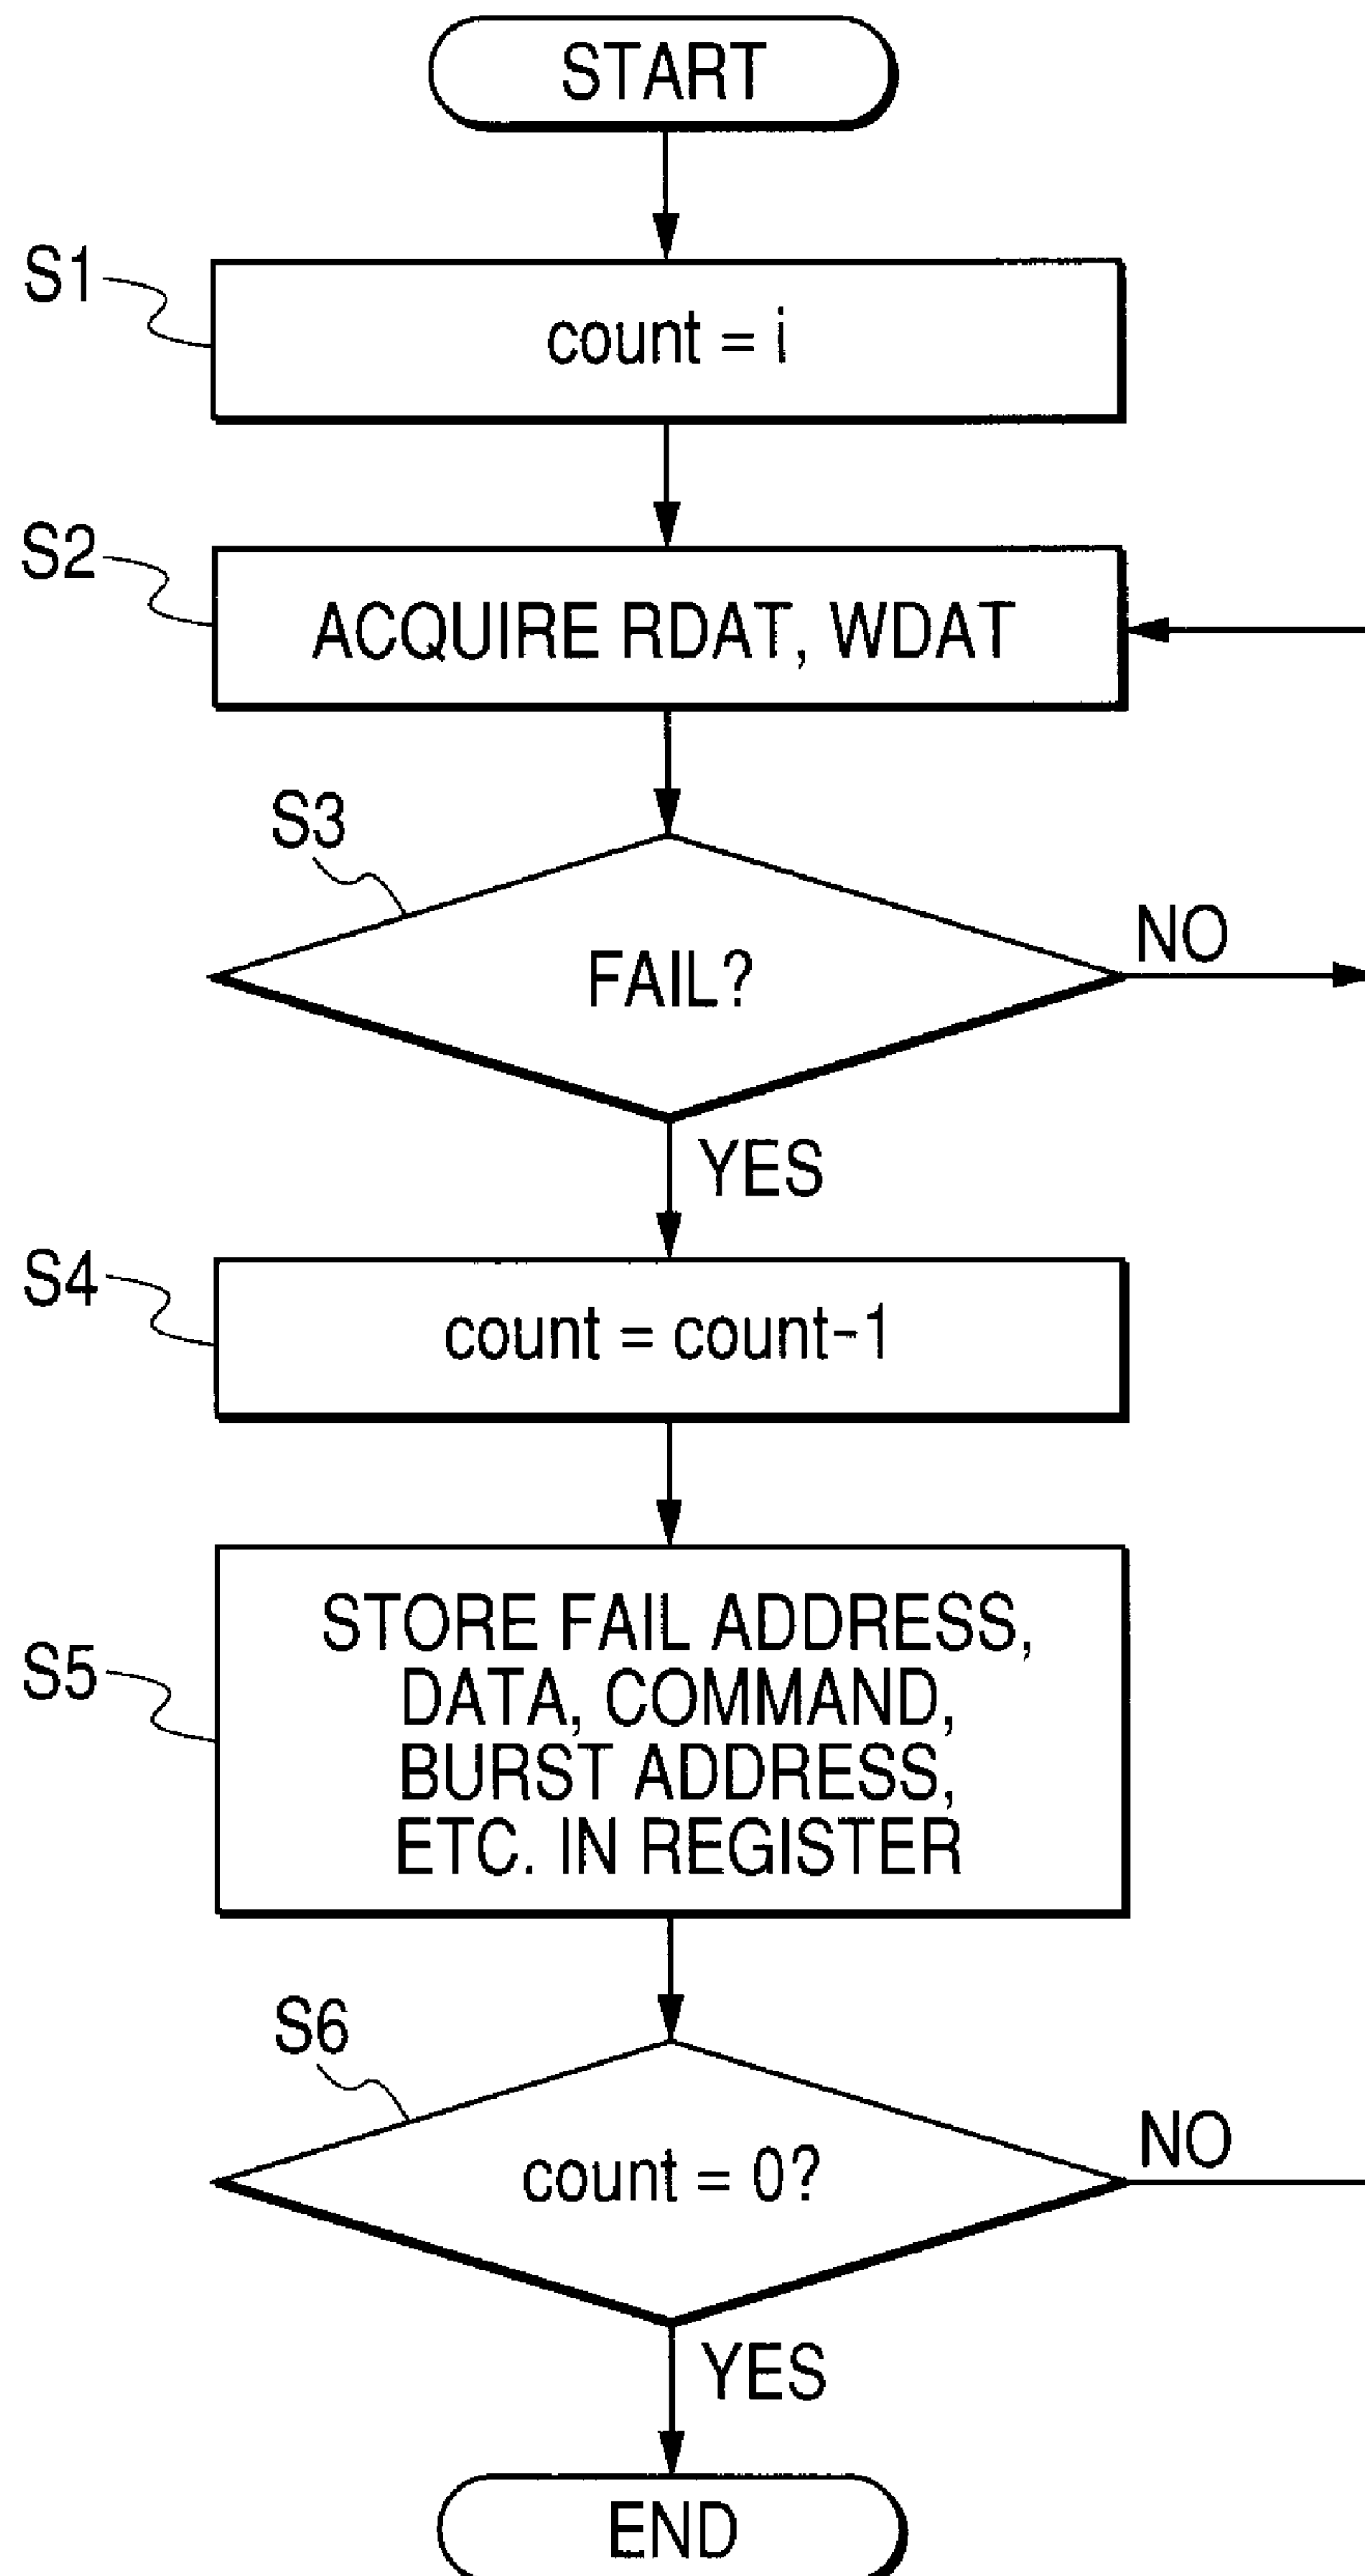 START
S1
count = i
S2
ACQUIRE RDAT, WDAT
S3
FAIL?
NO
YES
S4
count = count-1
S5
STORE FAIL ADDRESS,
DATA, COMMAND,
BURST ADDRESS,
ETC. IN REGISTER
S6
count = 0?
NO
YES
END